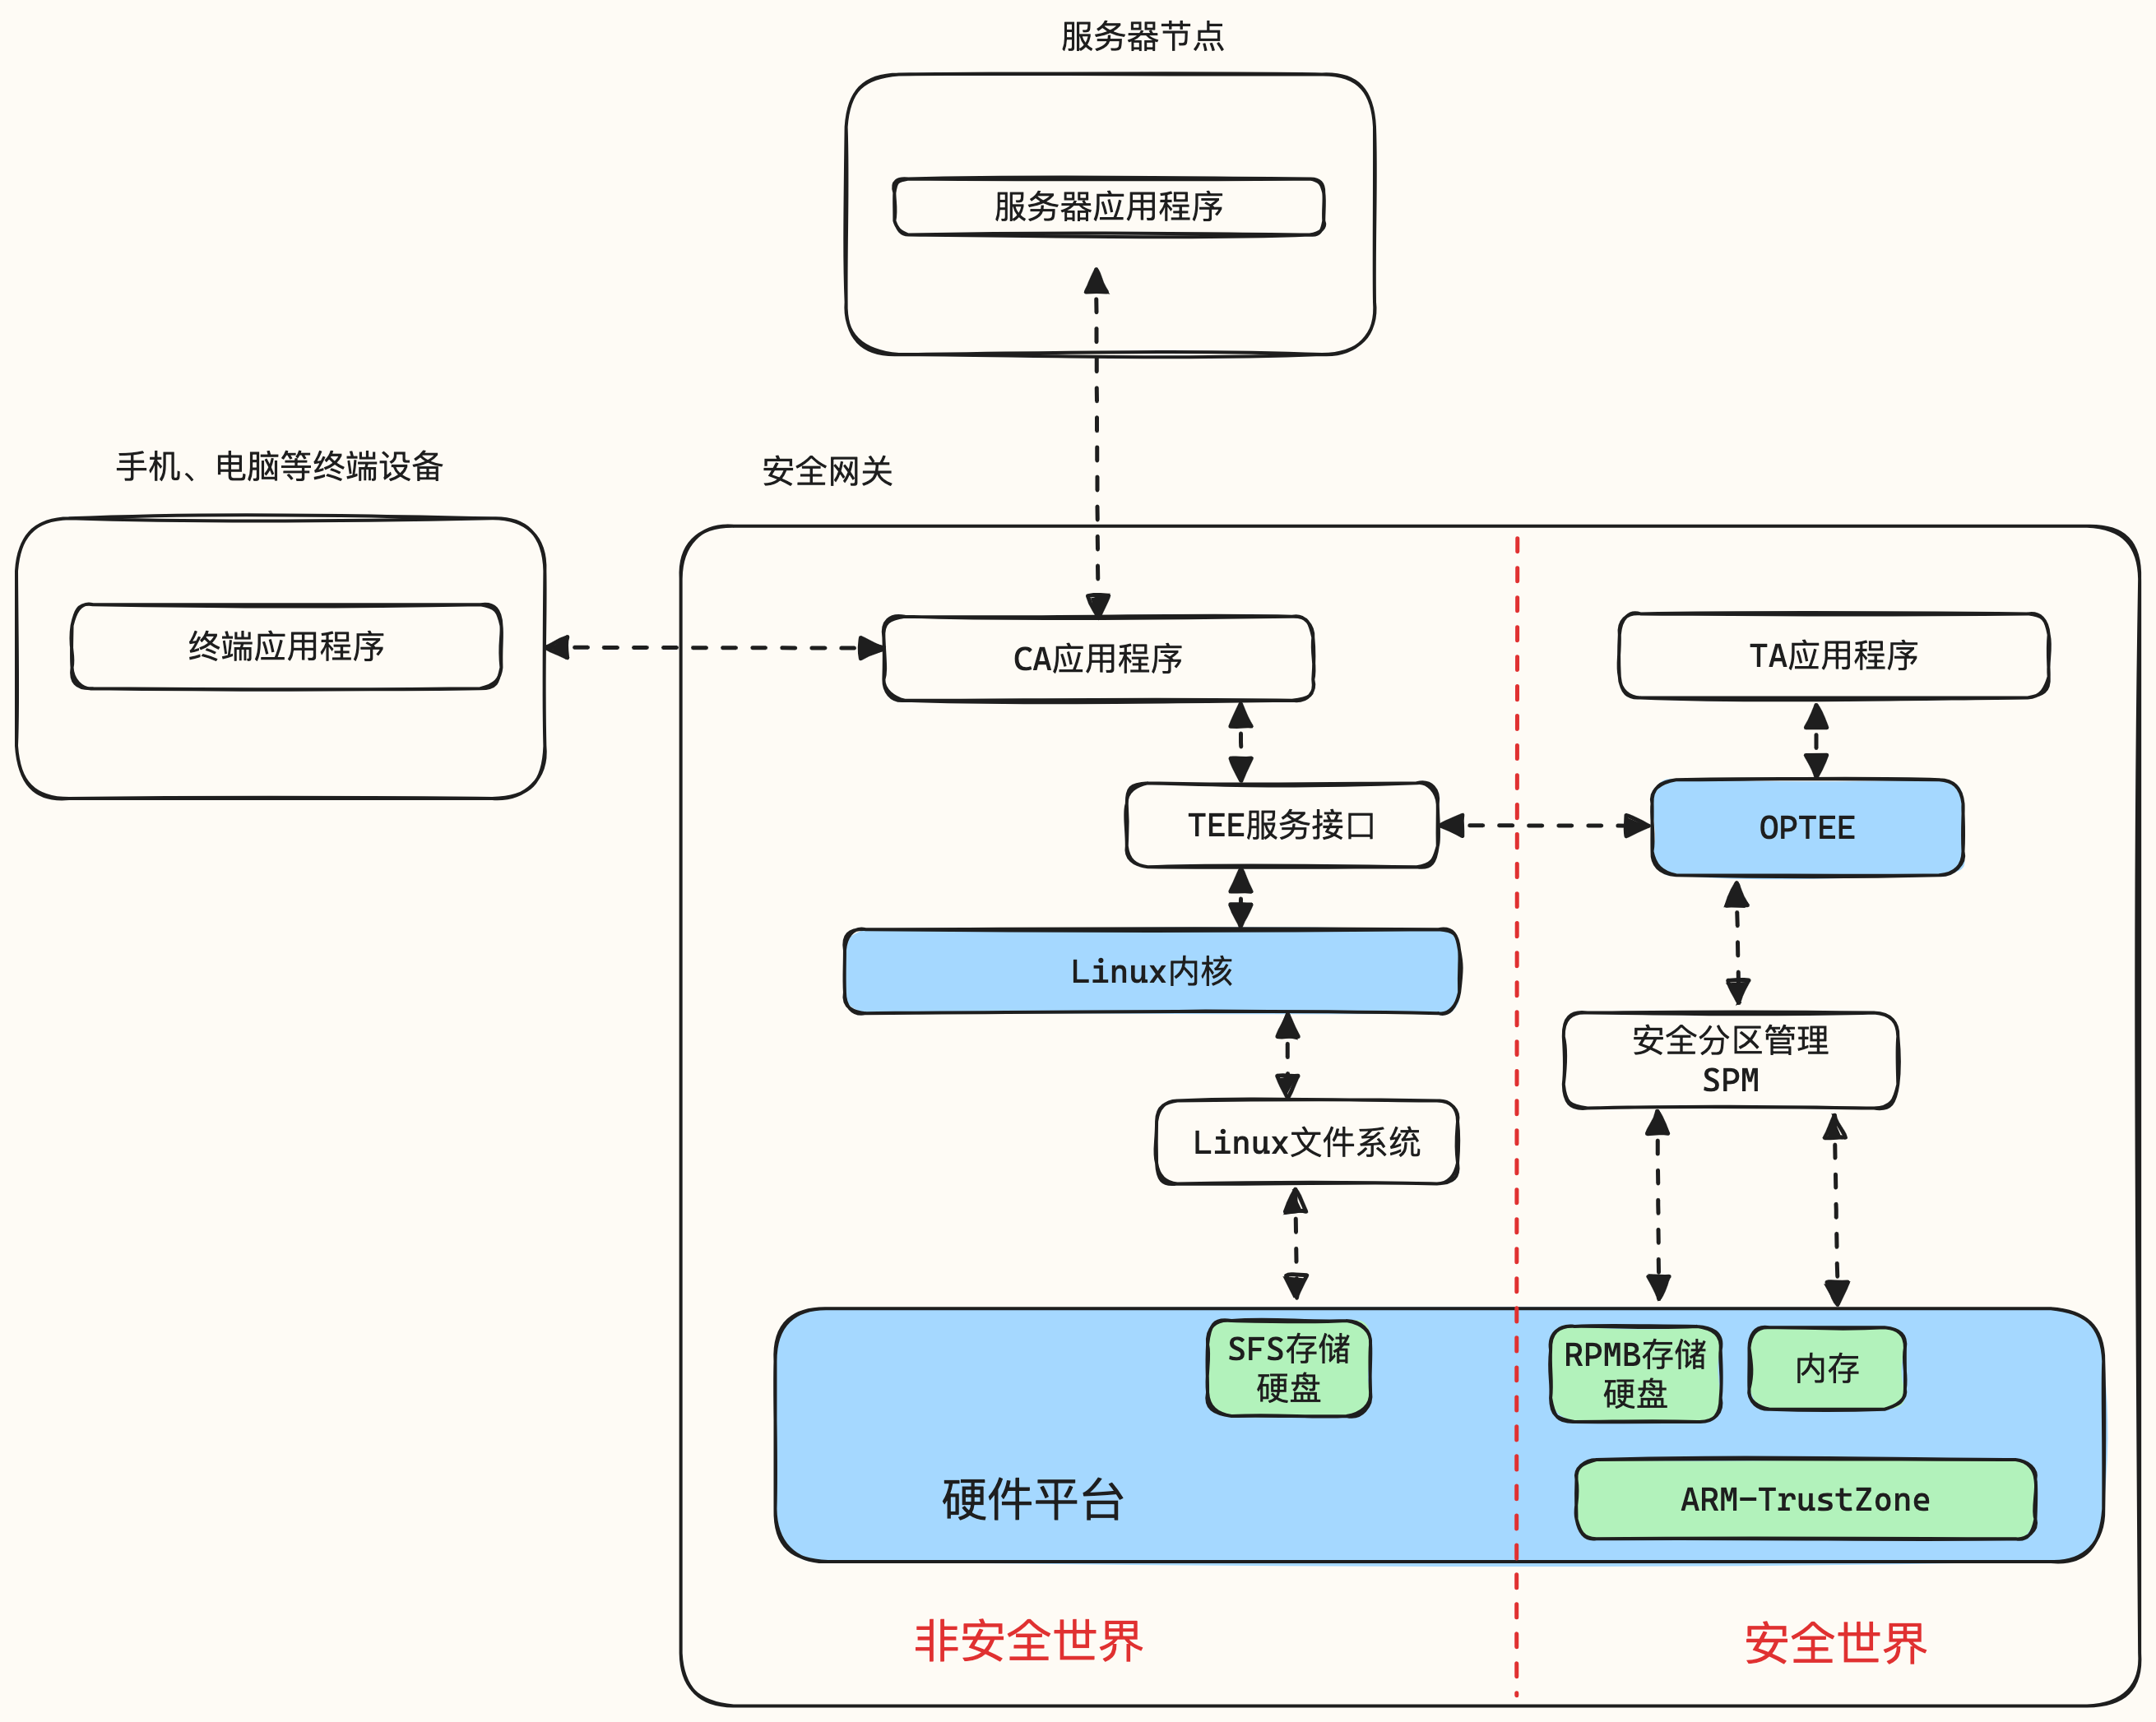 服务器节点
服务器应用程序
手机、电脑等终端设备
安全网关
终端应用程序
CA应用程序
TA应用程序
TEE服务接口
OPTEE
Linux内核
安全分区管理
SPM
Linux文件系统
SFS存储
硬盘
RPMB存储
硬盘
内存
硬件平台
ARM-TrustZone
非安全世界
安全世界